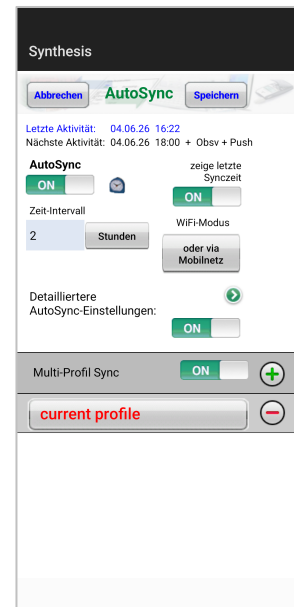 Synthesis
Abbrechen AutoSync Speichern
Letzte Aktivität: 04.06.26 16:22
Nächste Aktivität: 04.06.26 18:00 + Obsv + Push
AutoSync
zeige letzte
Synczeit
ON
ON
Zeit-Intervall
WiFi-Modus
2 Stunden
oder via
Mobilnetz
Detailliertere
AutoSync-Einstellungen:
ON
Multi-Profil Sync ON
current profile